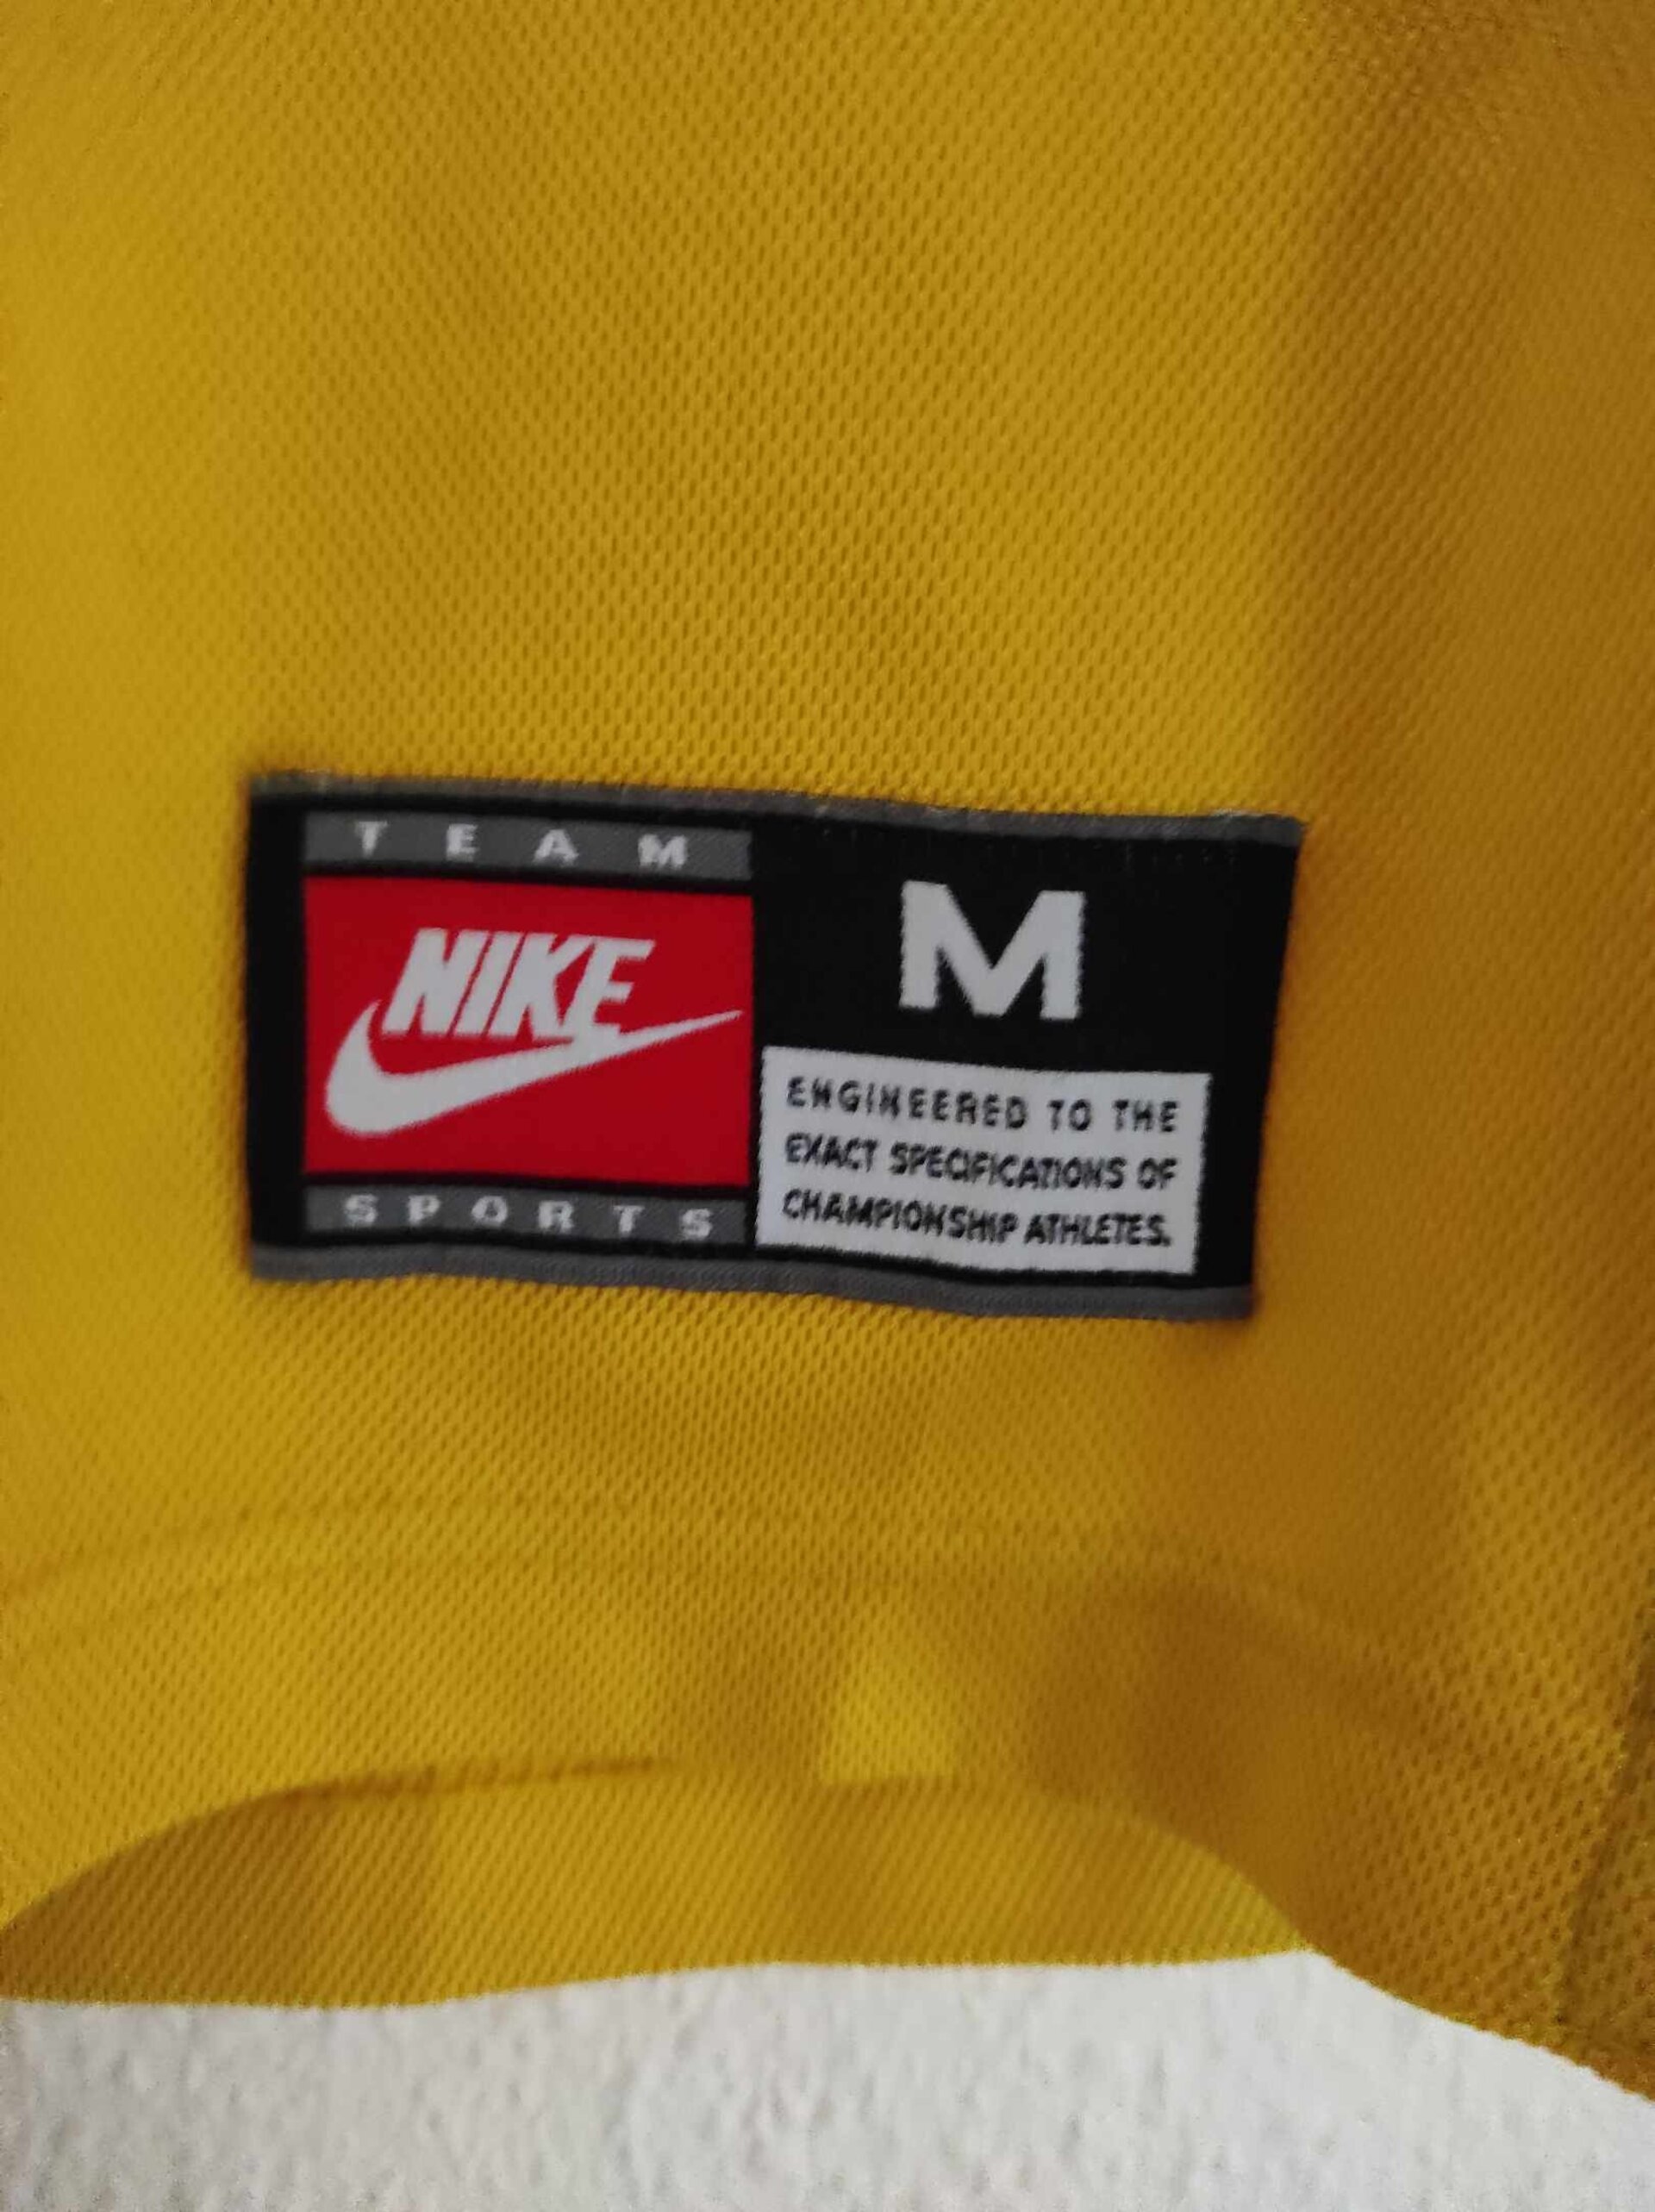 TEAM
NIKE
SPORTS
M
ENGINEERED TO THE
EXACT SPECIFICATIONS OF
CHAMPIONSHIP ATHLETES.